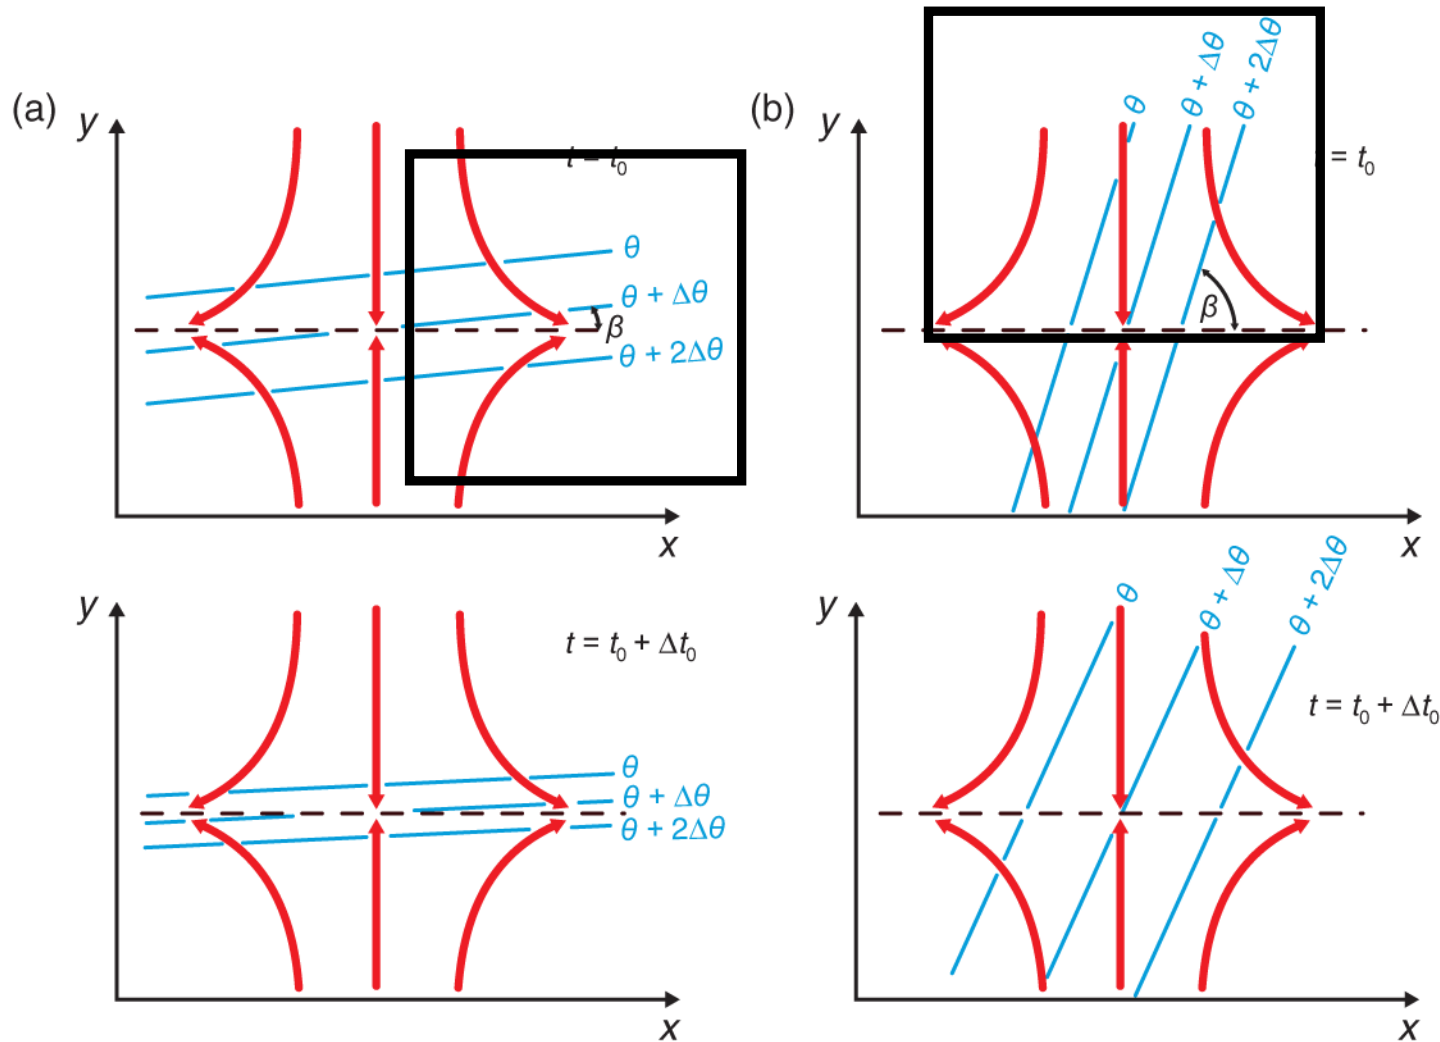 (a)
y
t = t₀
θ
θ + Δθ
β
θ + 2Δθ
x
(b)
y
θ
θ + Δθ
θ + 2Δθ
= t₀
β
x
y
t = t₀ + Δt₀
θ
θ + Δθ
θ + 2Δθ
x
y
θ
θ + Δθ
θ + 2Δθ
t = t₀ + Δt₀
x